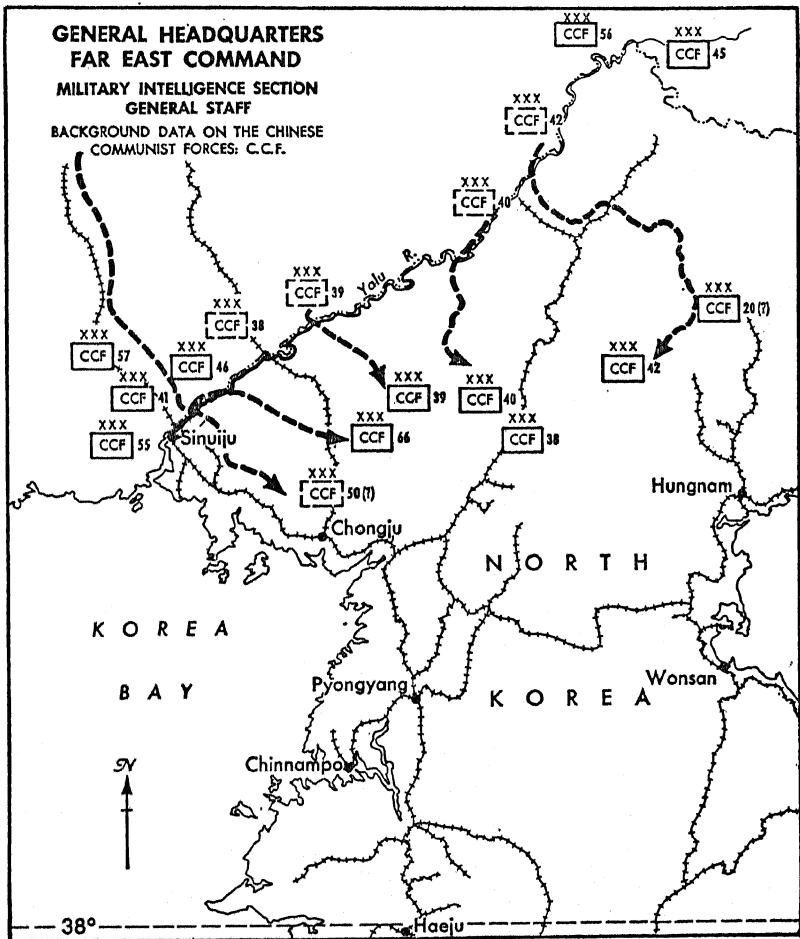 GENERAL HEADQUARTERS
FAR EAST COMMAND
MILITARY INTELLIGENCE SECTION
GENERAL STAFF
BACKGROUND DATA ON THE CHINESE
COMMUNIST FORCES: C.C.F.
XXX
CCF 56
XXX
CCF 45
XXX
CCF 42
XXX
CCF 40
Yalu R.
XXX
CCF 39
XXX
CCF 38
XXX
CCF 20(?)
XXX
CCF 57
XXX
CCF 46
XXX
CCF 42
XXX
CCF 41
XXX
CCF 39
XXX
CCF 40
XXX
CCF 55
Sinuiju
XXX
CCF 66
XXX
CCF 38
XXX
CCF 50(?)
Hungnam
Chongju
NORTH
KOREA
BAY
Pyongyang
KOREA
Wonsan
Chinnampo
N
38°
Haeju